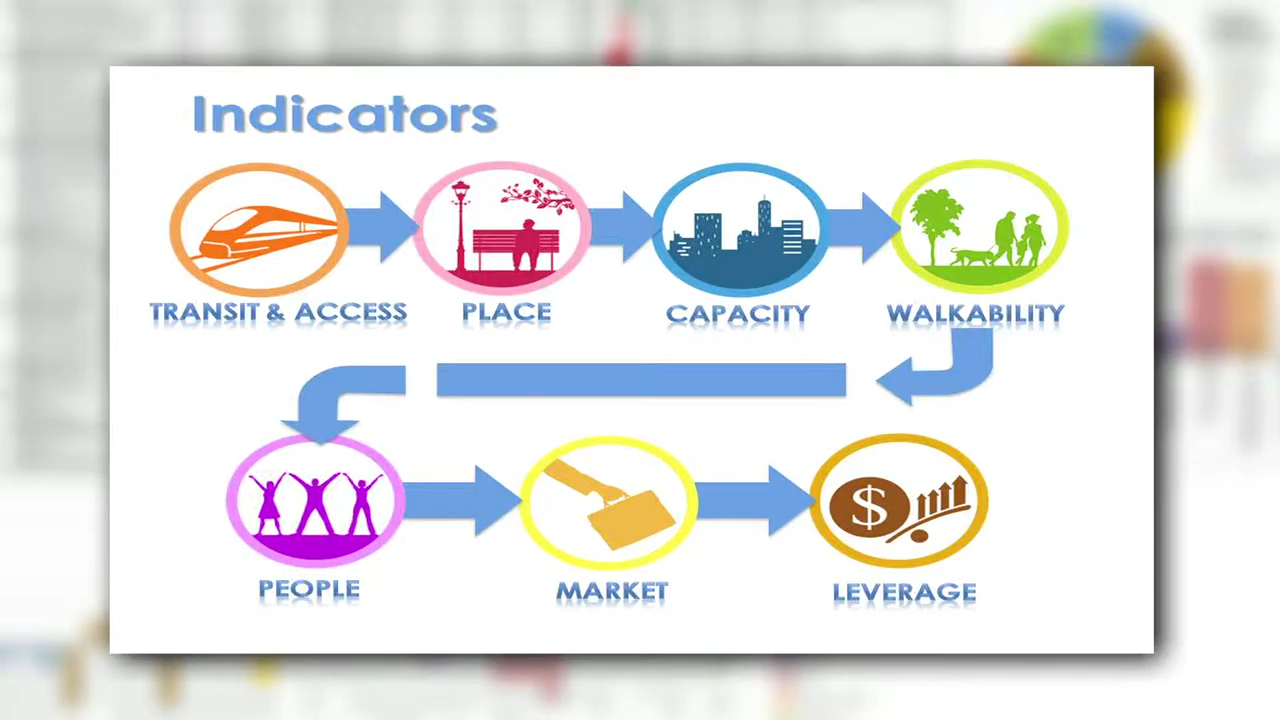 Indicators
TRANSIT & ACCESS
PLACE
CAPACITY
WALKABILITY
$
PEOPLE
MARKET
LEVERAGE